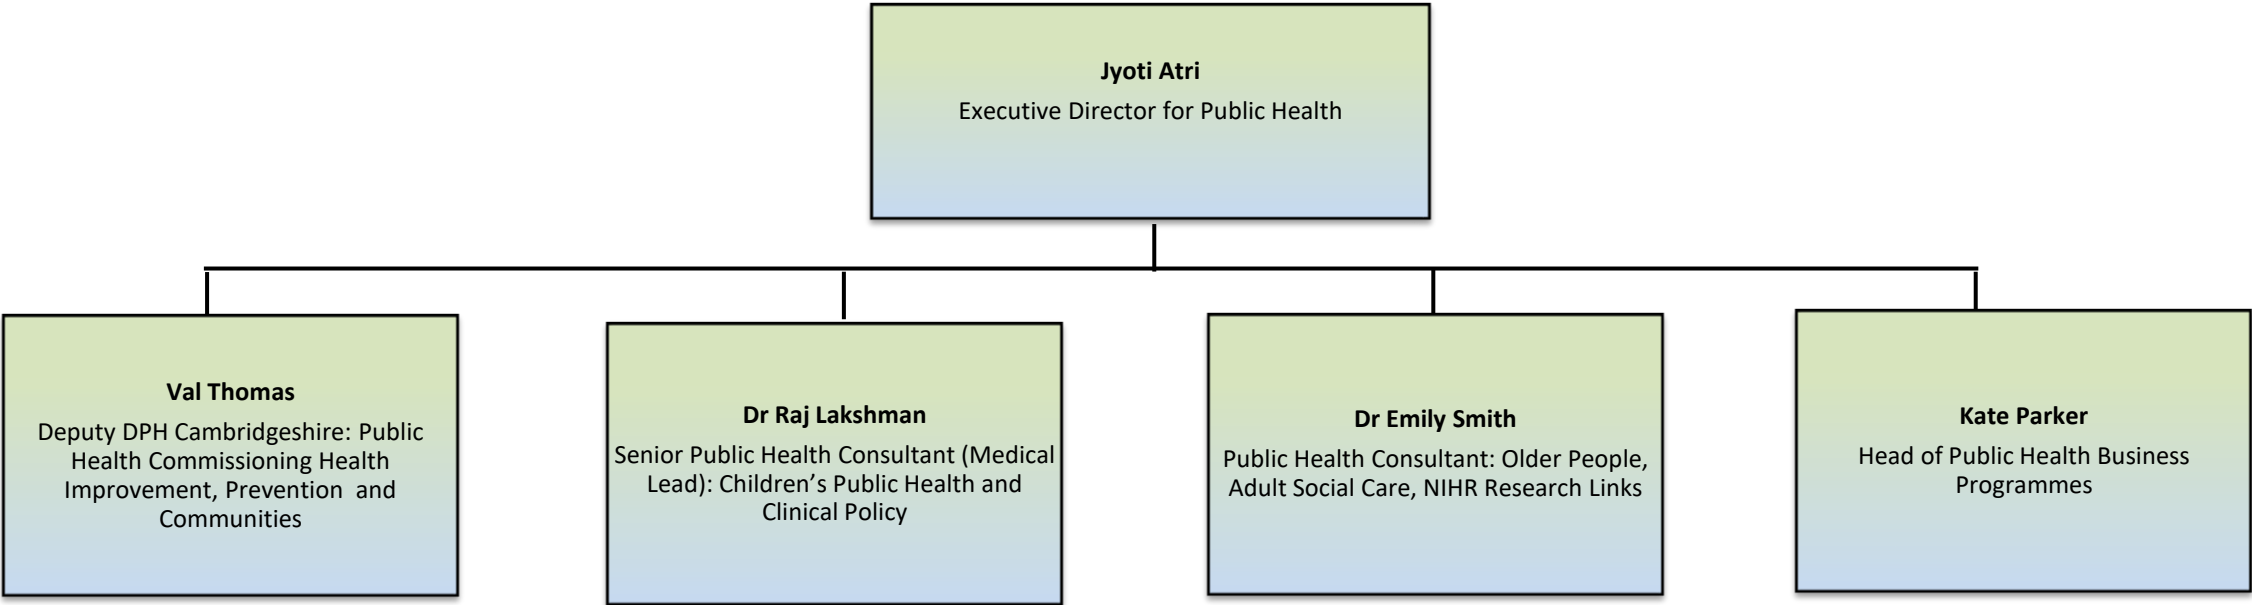 Jyoti Atri
Executive Director for Public Health
Val Thomas
Deputy DPH Cambridgeshire: Public
Health Commissioning Health
Improvement, Prevention  and
Communities
Dr Raj Lakshman
Senior Public Health Consultant (Medical
Lead): Children’s Public Health and
Clinical Policy
Dr Emily Smith
Public Health Consultant: Older People,
Adult Social Care, NIHR Research Links
Kate Parker
Head of Public Health Business
Programmes